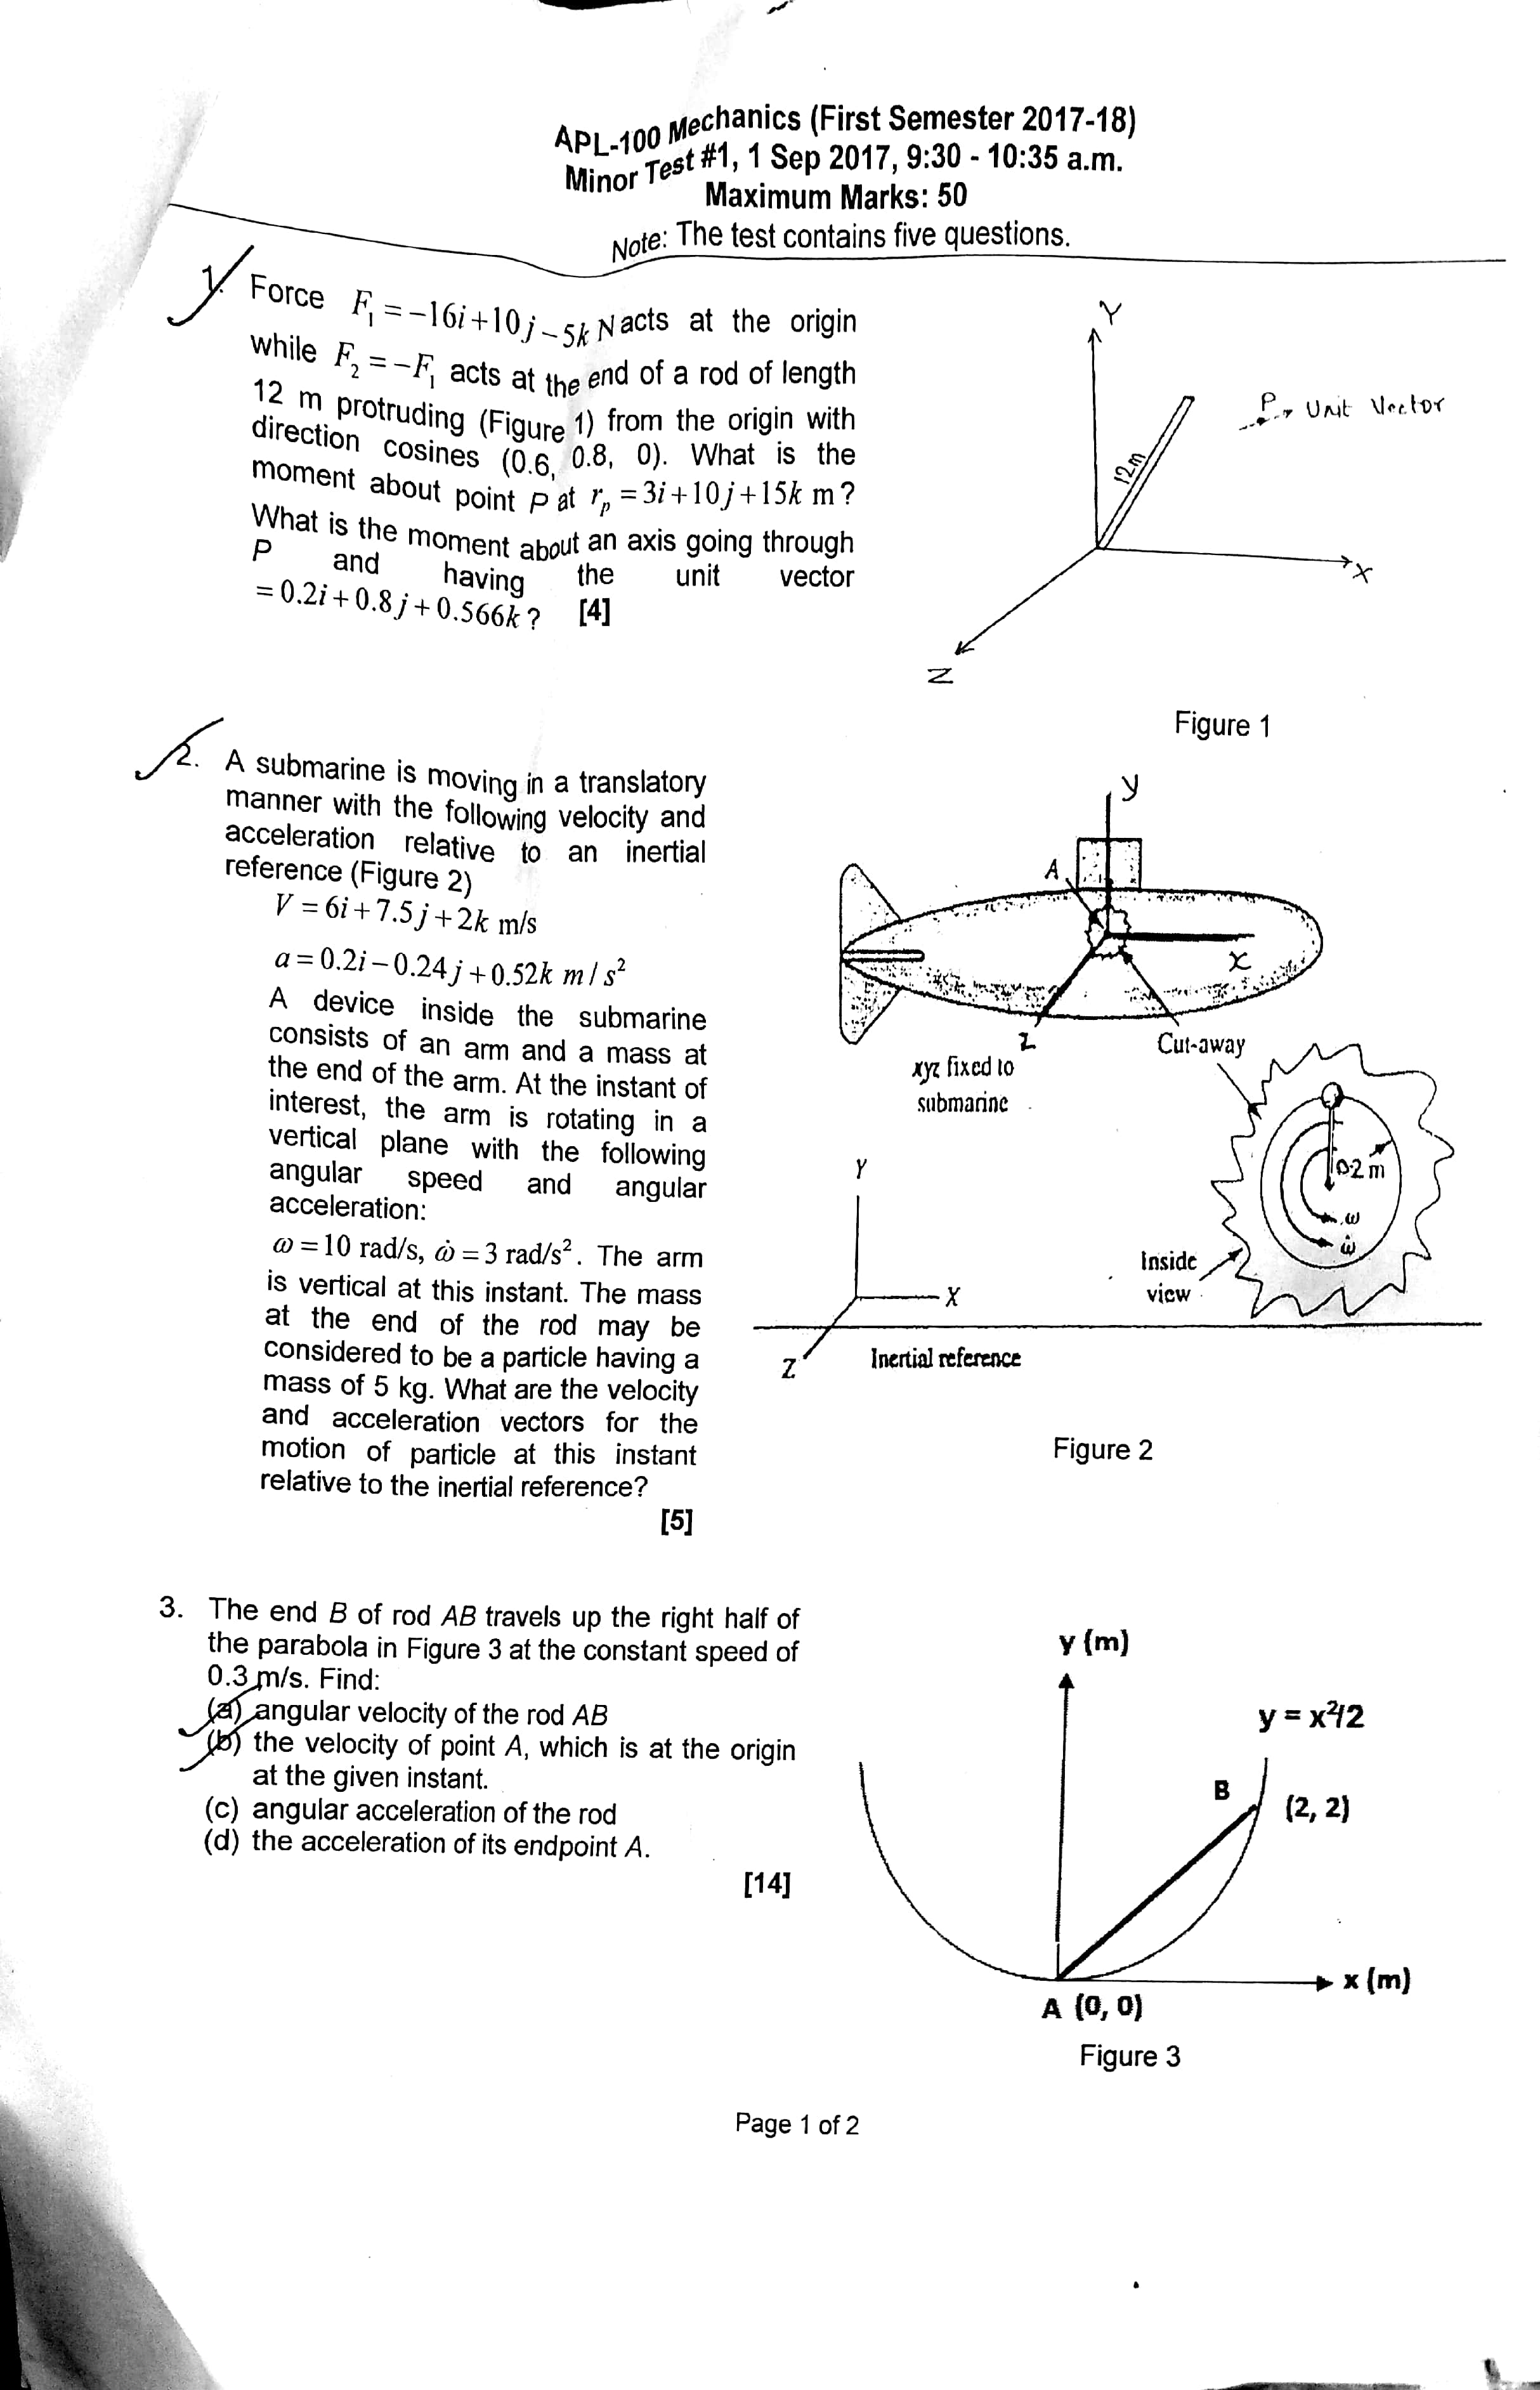 APL-100 Mechanics (First Semester 2017-18)
Minor Test #1, 1 Sep 2017, 9:30 - 10:35 a.m.
Maximum Marks: 50
Note: The test contains five questions.
1. Force F₁ = -16i+10j-5k N acts at the origin
while F₂ = -F₁ acts at the end of a rod of length
12 m protruding (Figure 1) from the origin with
direction cosines (0.6, 0.8, 0). What is the
moment about point P at rₚ = 3i+10j+15k m?
What is the moment about an axis going through
P and having the unit vector
= 0.2i+0.8j+0.566k? [4]
Y
P → Unit Vector
12m
X
Z
Figure 1
2. A submarine is moving in a translatory
manner with the following velocity and
acceleration relative to an inertial
reference (Figure 2)
V = 6i+7.5j+2k m/s
a = 0.2i-0.24j+0.52k m/s²
A device inside the submarine
consists of an arm and a mass at
the end of the arm. At the instant of
interest, the arm is rotating in a
vertical plane with the following
angular speed and angular
acceleration:
ω = 10 rad/s, ω̇ = 3 rad/s². The arm
is vertical at this instant. The mass
at the end of the rod may be
considered to be a particle having a
mass of 5 kg. What are the velocity
and acceleration vectors for the
motion of particle at this instant
relative to the inertial reference?
[5]
y
A
x
z
Cut-away
xyz fixed to
submarine
0.2 m
ω
ω̇
Inside
view
Y
X
Z
Inertial reference
Figure 2
3. The end B of rod AB travels up the right half of
the parabola in Figure 3 at the constant speed of
0.3 m/s. Find:
(a) angular velocity of the rod AB
(b) the velocity of point A, which is at the origin
at the given instant.
(c) angular acceleration of the rod
(d) the acceleration of its endpoint A.
[14]
y (m)
y = x²/2
B
(2, 2)
x (m)
A (0, 0)
Figure 3
Page 1 of 2